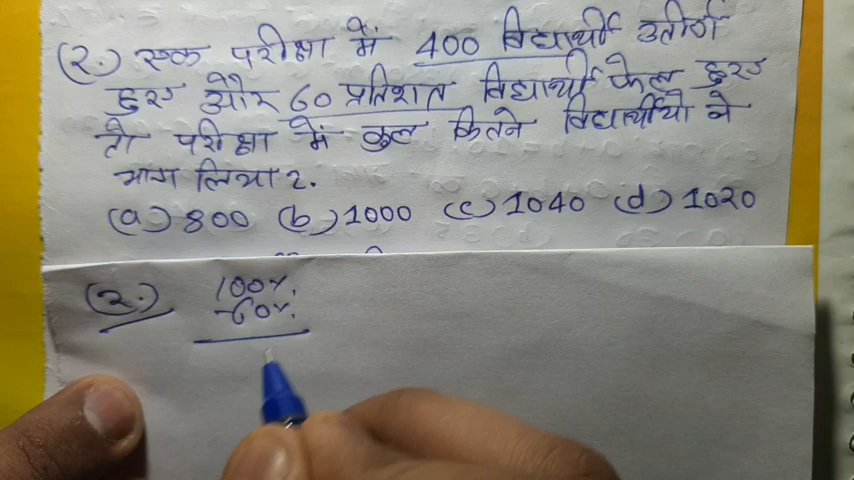 (2.) एक परीक्षा में 400 विद्यार्थी उतीर्ण
हुए और 60 प्रतिशत विद्यार्थी फेल हुए
तो परीक्षा में कुल कितने विद्यार्थीयो ने
भाग लिया ?.
(a) 800 (b) 1000 (c) 1040 (d) 1020
(2.) 100%.
-60%.